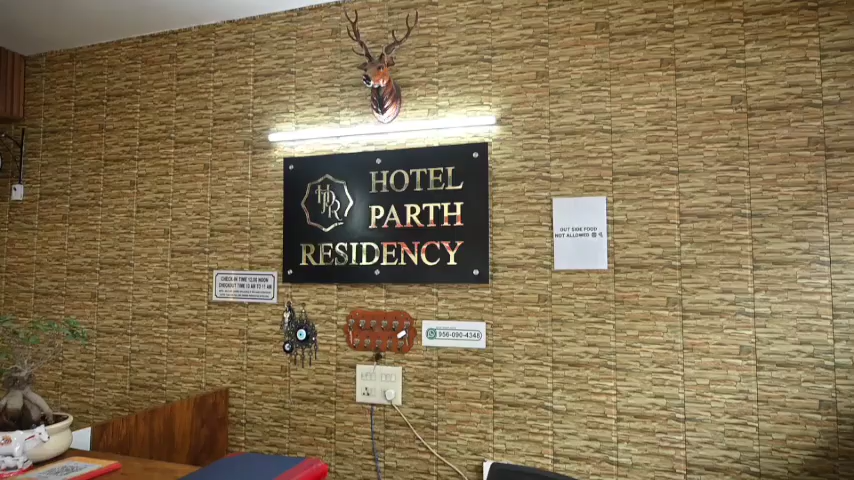 HPR
HOTEL
PARTH
RESIDENCY
OUT SIDE FOOD
NOT ALLOWED
CHECK-IN TIME 12.00 NOON
CHECKOUT TIME 10 AM TO 11 AM
956-090-4348